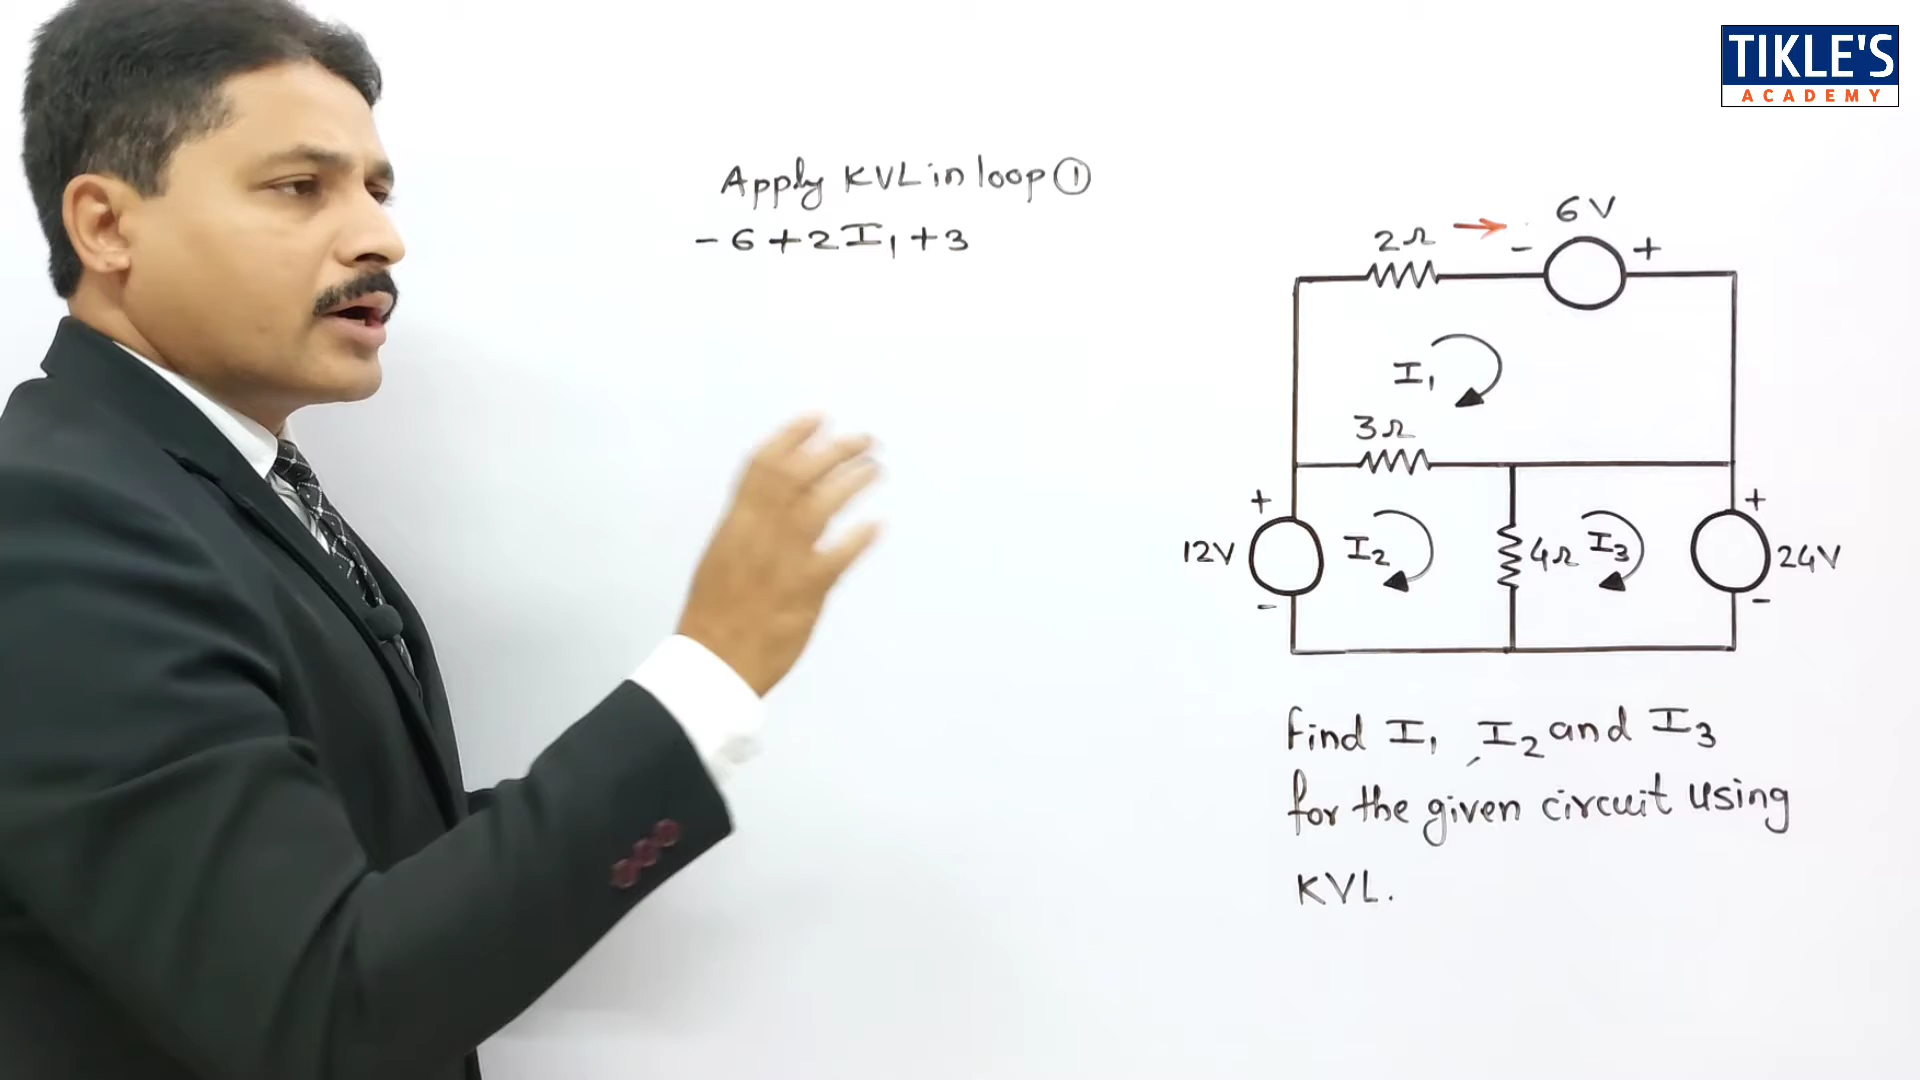 TIKLE'S
ACADEMY
Apply KVL in loop ①
-6+2I₁+3
6V
2Ω
-
+
I₁
3Ω
+
+
12V
I₂
4Ω
I₃
24V
-
-
find I₁, I₂ and I₃
for the given circuit using
KVL.